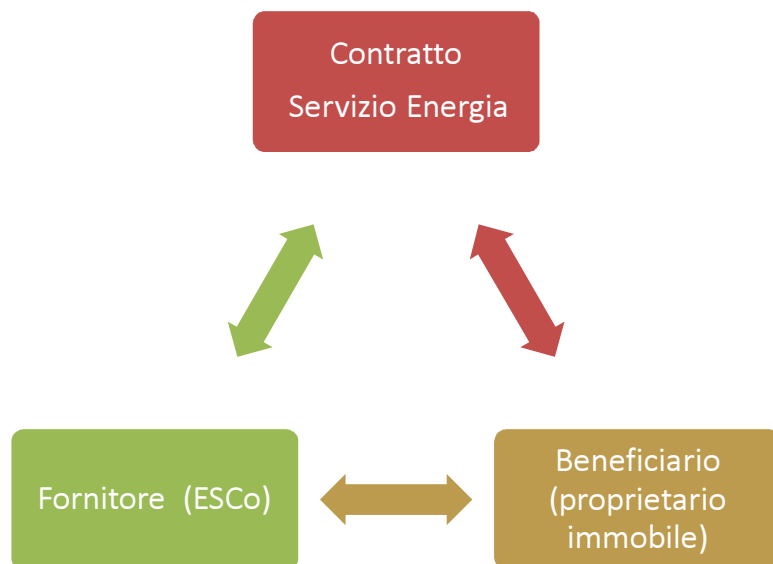 Contratto
Servizio Energia
Fornitore (ESCo)
Beneficiario
(proprietario
immobile)